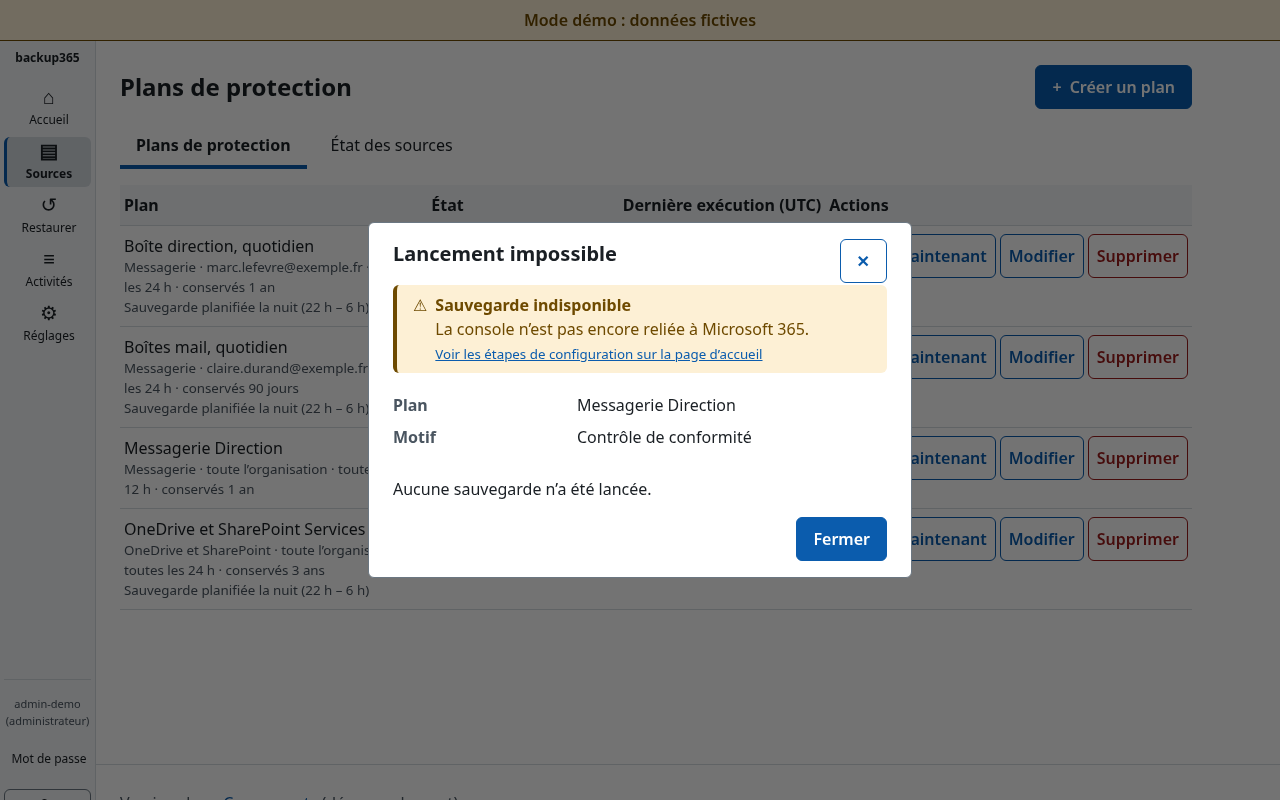 Mode démo : données fictives
backup365
Accueil
Sources
Restaurer
Activités
Réglages
admin-demo
(administrateur)
Mot de passe
Plans de protection
+ Créer un plan
Plans de protection
État des sources
Plan État Dernière exécution (UTC) Actions
Boîte direction, quotidien
Messagerie · marc.lefevre@exemple.fr ·
les 24 h · conservés 1 an
Sauvegarde planifiée la nuit (22 h – 6 h)
aintenant Modifier Supprimer
Boîtes mail, quotidien
Messagerie · claire.durand@exemple.fr
les 24 h · conservés 90 jours
Sauvegarde planifiée la nuit (22 h – 6 h)
aintenant Modifier Supprimer
Messagerie Direction
Messagerie · toute l’organisation · toute
12 h · conservés 1 an
aintenant Modifier Supprimer
OneDrive et SharePoint Services
OneDrive et SharePoint · toute l’organis
toutes les 24 h · conservés 3 ans
Sauvegarde planifiée la nuit (22 h – 6 h)
aintenant Modifier Supprimer
Lancement impossible
×
⚠ Sauvegarde indisponible
La console n’est pas encore reliée à Microsoft 365.
Voir les étapes de configuration sur la page d’accueil
Plan Messagerie Direction
Motif Contrôle de conformité
Aucune sauvegarde n’a été lancée.
Fermer